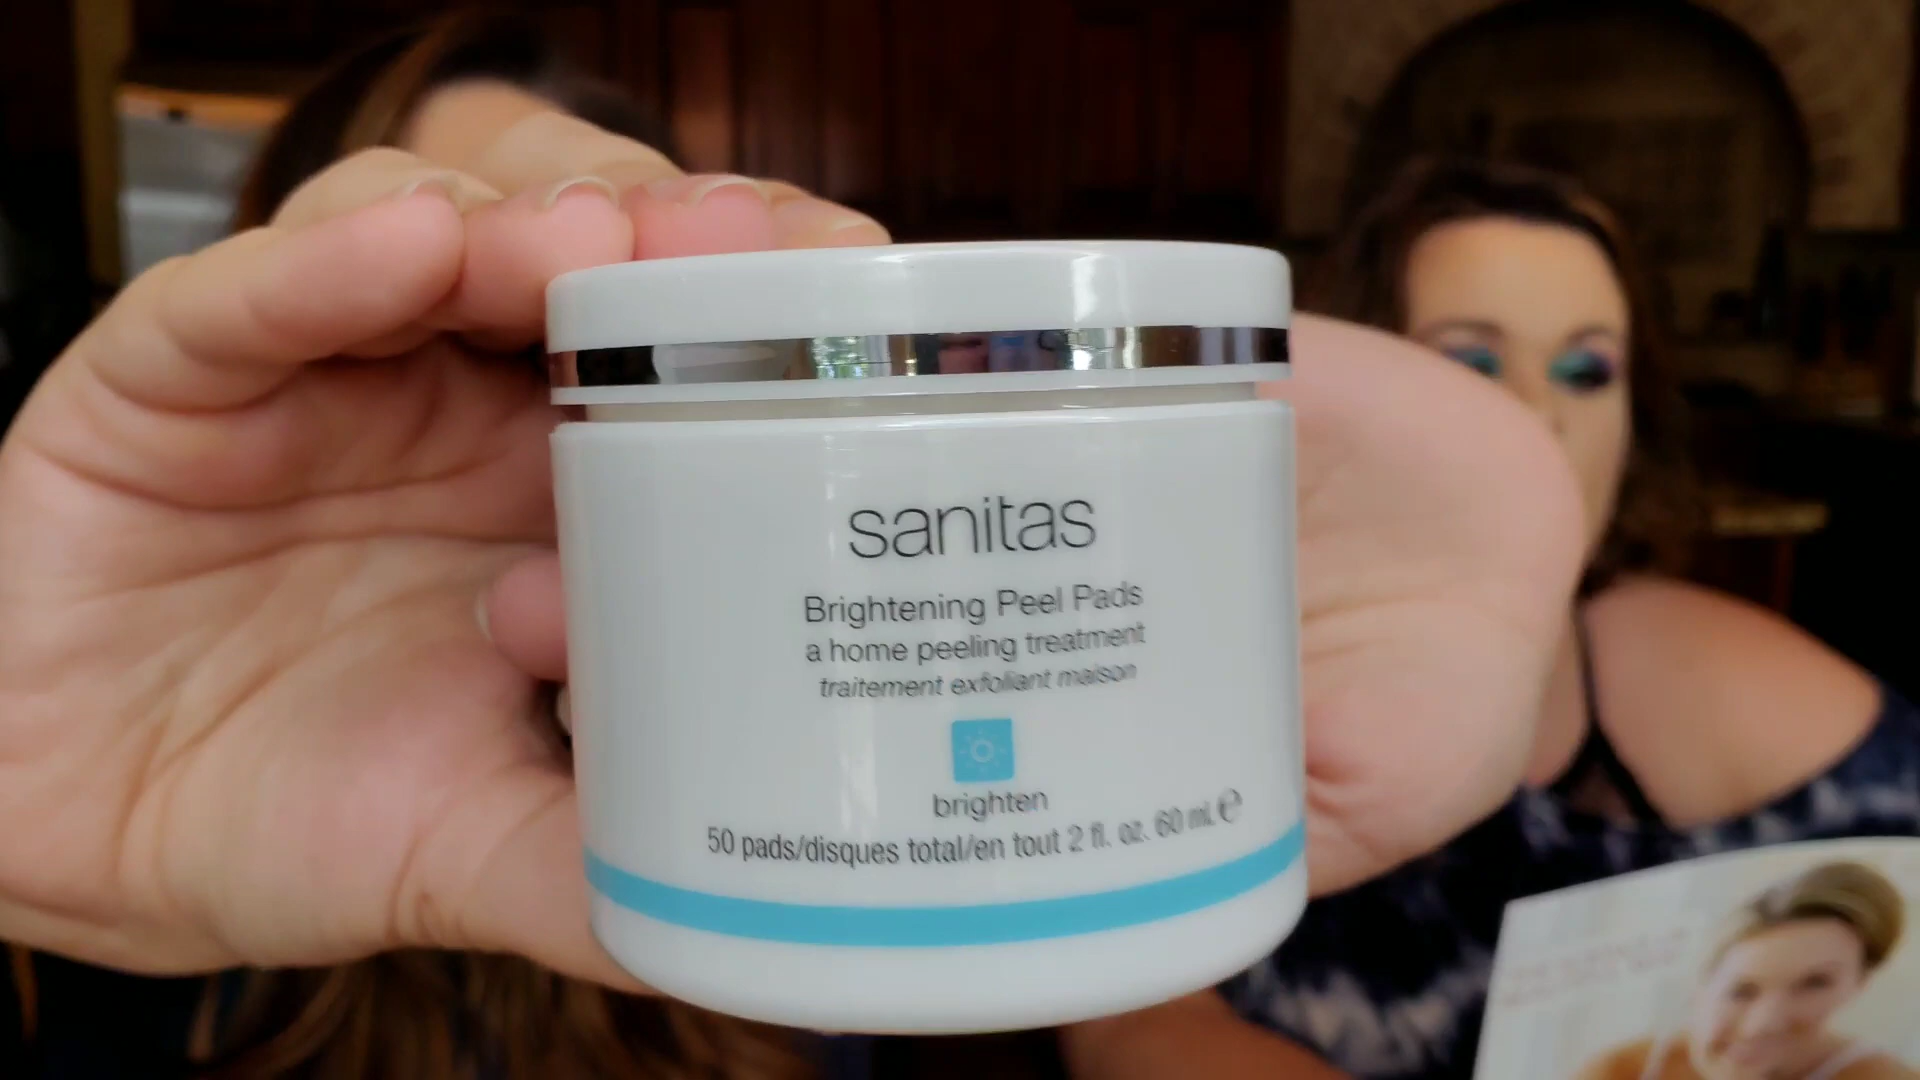 sanitas
Brightening Peel Pads
a home peeling treatment
traitement exfoliant maison
brighten
50 pads/disques total/en tout 2 fl. oz. 60 ml. ℮